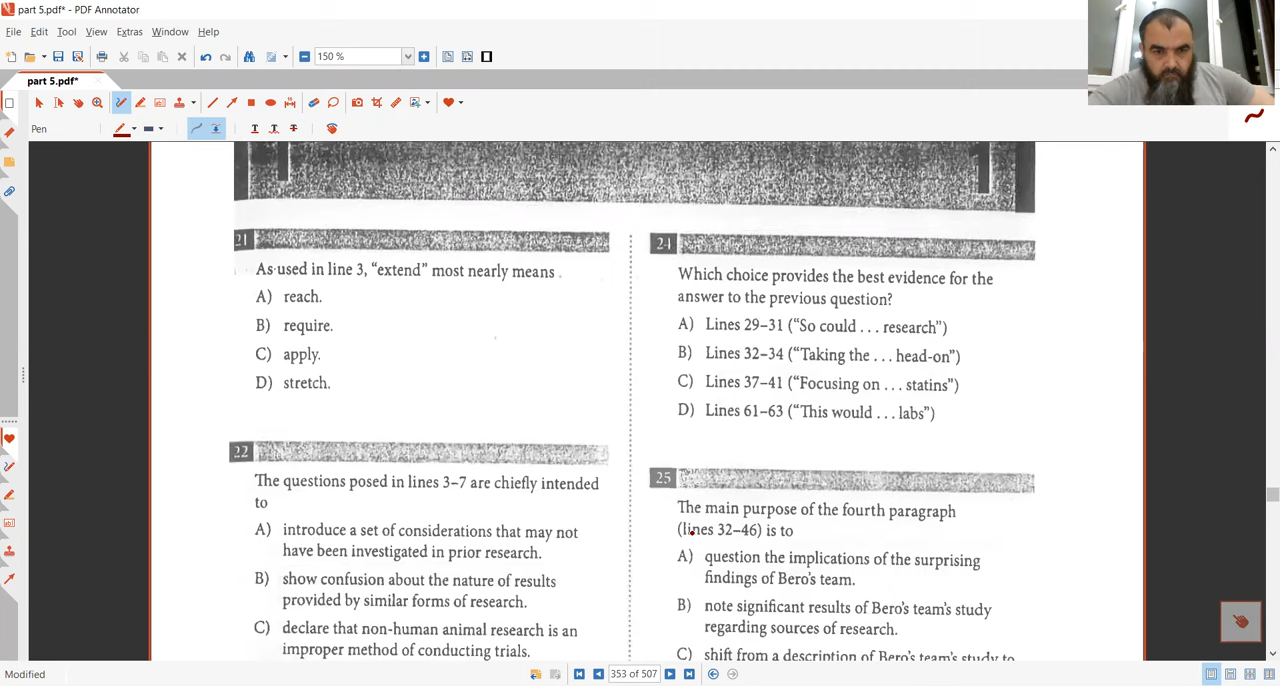 part 5.pdf* - PDF Annotator
File Edit Tool View Extras Window Help
150 %
part 5.pdf*
Pen
21
As used in line 3, “extend” most nearly means .
A) reach.
B) require.
C) apply.
D) stretch.
22
The questions posed in lines 3–7 are chiefly intended
to
A) introduce a set of considerations that may not
have been investigated in prior research.
B) show confusion about the nature of results
provided by similar forms of research.
C) declare that non-human animal research is an
improper method of conducting trials.
1
24
Which choice provides the best evidence for the
answer to the previous question?
A) Lines 29–31 (“So could . . . research”)
B) Lines 32–34 (“Taking the . . . head-on”)
C) Lines 37–41 (“Focusing on . . . statins”)
D) Lines 61–63 (“This would . . . labs”)
25
The main purpose of the fourth paragraph
(lines 32–46) is to
A) question the implications of the surprising
findings of Bero’s team.
B) note significant results of Bero’s team’s study
regarding sources of research.
C) shift from a description of Bero’s team’s study to
Modified
353 of 507